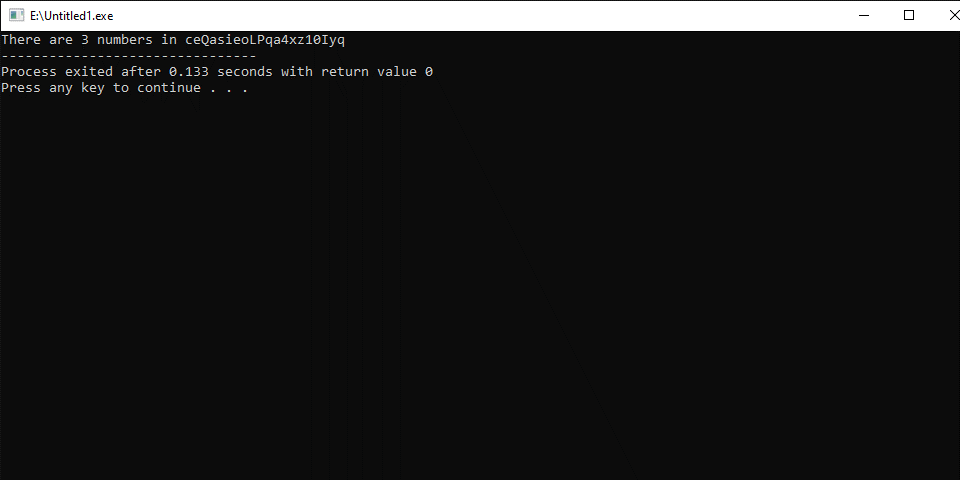 E:\Untitled1.exe
There are 3 numbers in ceQasieoLPqa4xz10Iyq
--------------------------------
Process exited after 0.133 seconds with return value 0
Press any key to continue . . .